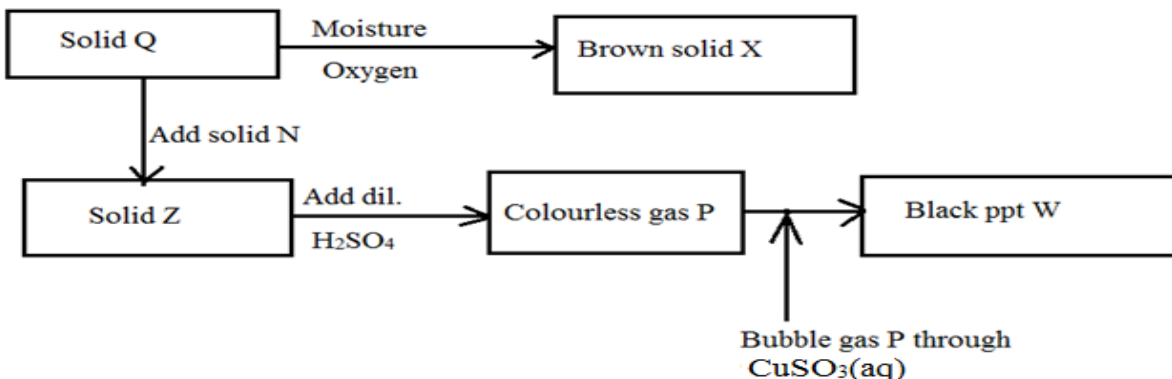 Solid Q
Moisture
Oxygen
Brown solid X
Add solid N
Solid Z
Add dil.
H₂SO₄
Colourless gas P
Black ppt W
Bubble gas P through
CuSO₃(aq)